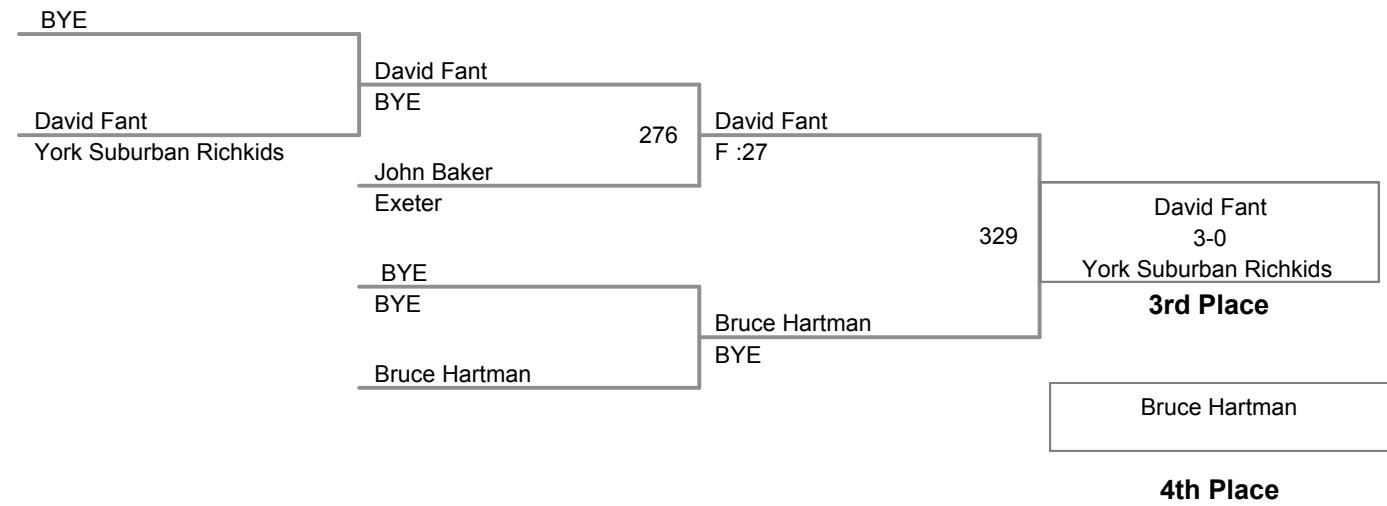 BYE
David Fant
York Suburban Richkids
David Fant
BYE
276
John Baker
Exeter
BYE
BYE
Bruce Hartman
David Fant
F :27
329
Bruce Hartman
BYE
David Fant
3-0
York Suburban Richkids
3rd Place
Bruce Hartman
4th Place